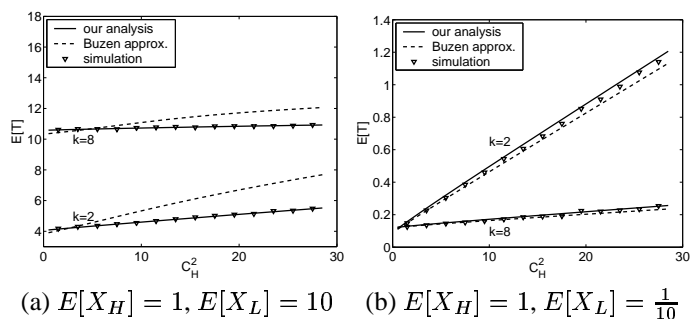 18
16
14
12
10
8
6
4
E[T]
our analysis
Buzen approx.
simulation
k=8
k=2
0 10 20 30
C_H^2
(a) E[X_H] = 1, E[X_L] = 10
1.4
1.2
1
0.8
0.6
0.4
0.2
0
E[T]
our analysis
Buzen approx.
simulation
k=2
k=8
0 5 10 15 20 25 30
C_H^2
(b) E[X_H] = 1, E[X_L] = 1/10